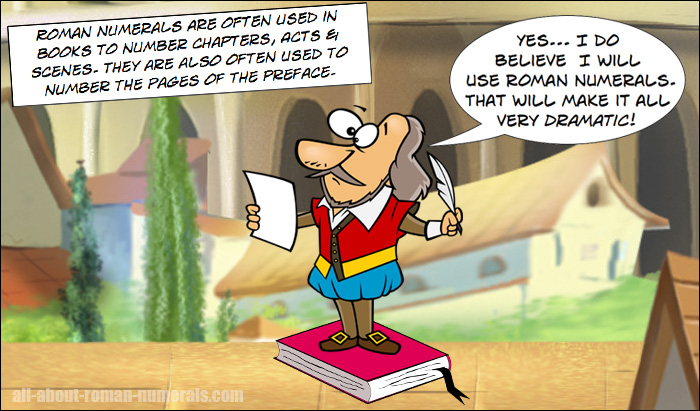 ROMAN NUMERALS ARE OFTEN USED IN
BOOKS TO NUMBER CHAPTERS, ACTS &
SCENES. THEY ARE ALSO OFTEN USED TO
NUMBER THE PAGES OF THE PREFACE.
YES... I DO
BELIEVE I WILL
USE ROMAN NUMERALS.
THAT WILL MAKE IT ALL
VERY DRAMATIC!
all-about-roman-numerals.com